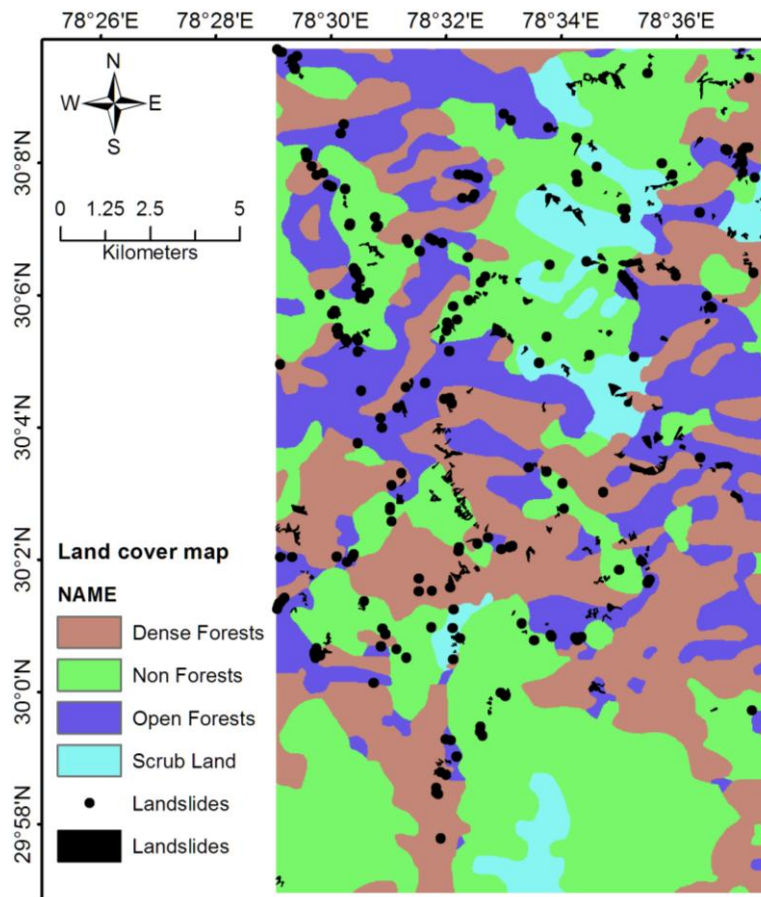 78°26'E 78°28'E 78°30'E 78°32'E 78°34'E 78°36'E
N
W E
S
0 1.25 2.5 5
Kilometers
30°8'N
30°6'N
30°4'N
30°2'N
30°0'N
29°58'N
Land cover map
NAME
Dense Forests
Non Forests
Open Forests
Scrub Land
Landslides
Landslides